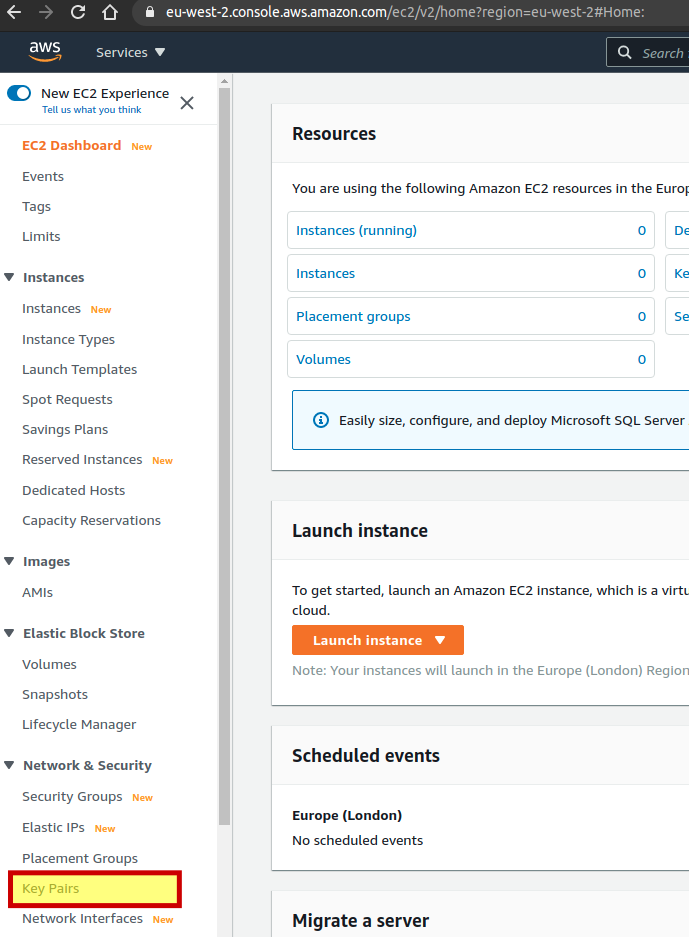 eu-west-2.console.aws.amazon.com/ec2/v2/home?region=eu-west-2#Home:
aws
Services
Search
New EC2 Experience
Tell us what you think
EC2 Dashboard New
Events
Tags
Limits
Instances
Instances New
Instance Types
Launch Templates
Spot Requests
Savings Plans
Reserved Instances New
Dedicated Hosts
Capacity Reservations
Images
AMIs
Elastic Block Store
Volumes
Snapshots
Lifecycle Manager
Network & Security
Security Groups New
Elastic IPs New
Placement Groups
Key Pairs
Network Interfaces New
Resources
You are using the following Amazon EC2 resources in the Europ
Instances (running) 0 De
Instances 0 Ke
Placement groups 0 Se
Volumes 0
Easily size, configure, and deploy Microsoft SQL Server
Launch instance
To get started, launch an Amazon EC2 instance, which is a virtu
cloud.
Launch instance
Note: Your instances will launch in the Europe (London) Region
Scheduled events
Europe (London)
No scheduled events
Migrate a server